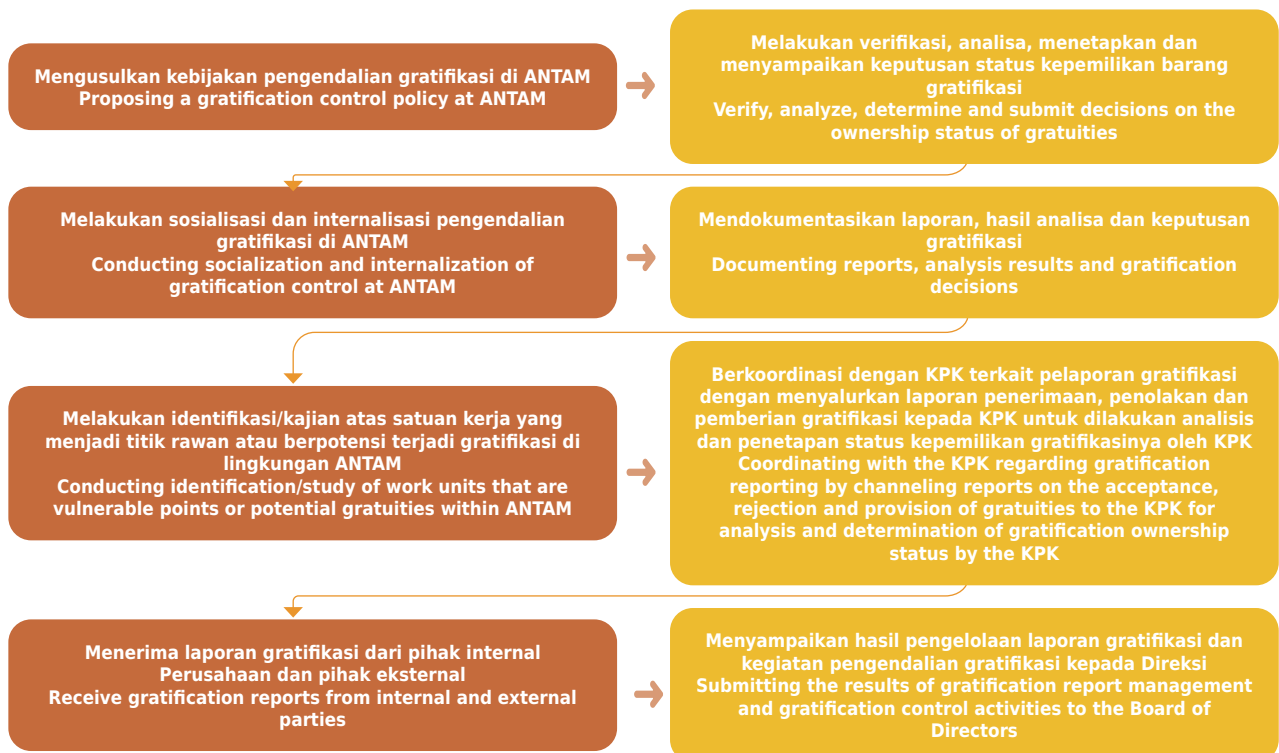 Mengusulkan kebijakan pengendalian gratifikasi di ANTAM
Proposing a gratification control policy at ANTAM
Melakukan verifikasi, analisa, menetapkan dan
menyampaikan keputusan status kepemilikan barang
gratifikasi
Verify, analyze, determine and submit decisions on the
ownership status of gratuities
Melakukan sosialisasi dan internalisasi pengendalian
gratifikasi di ANTAM
Conducting socialization and internalization of
gratification control at ANTAM
Mendokumentasikan laporan, hasil analisa dan keputusan
gratifikasi
Documenting reports, analysis results and gratification
decisions
Melakukan identifikasi/kajian atas satuan kerja yang
menjadi titik rawan atau berpotensi terjadi gratifikasi di
lingkungan ANTAM
Conducting identification/study of work units that are
vulnerable points or potential gratuities within ANTAM
Berkoordinasi dengan KPK terkait pelaporan gratifikasi
dengan menyalurkan laporan penerimaan, penolakan dan
pemberian gratifikasi kepada KPK untuk dilakukan analisis
dan penetapan status kepemilikan gratifikasinya oleh KPK
Coordinating with the KPK regarding gratification
reporting by channeling reports on the acceptance,
rejection and provision of gratuities to the KPK for
analysis and determination of gratification ownership
status by the KPK
Menerima laporan gratifikasi dari pihak internal
Perusahaan dan pihak eksternal
Receive gratification reports from internal and external
parties
Menyampaikan hasil pengelolaan laporan gratifikasi dan
kegiatan pengendalian gratifikasi kepada Direksi
Submitting the results of gratification report management
and gratification control activities to the Board of
Directors